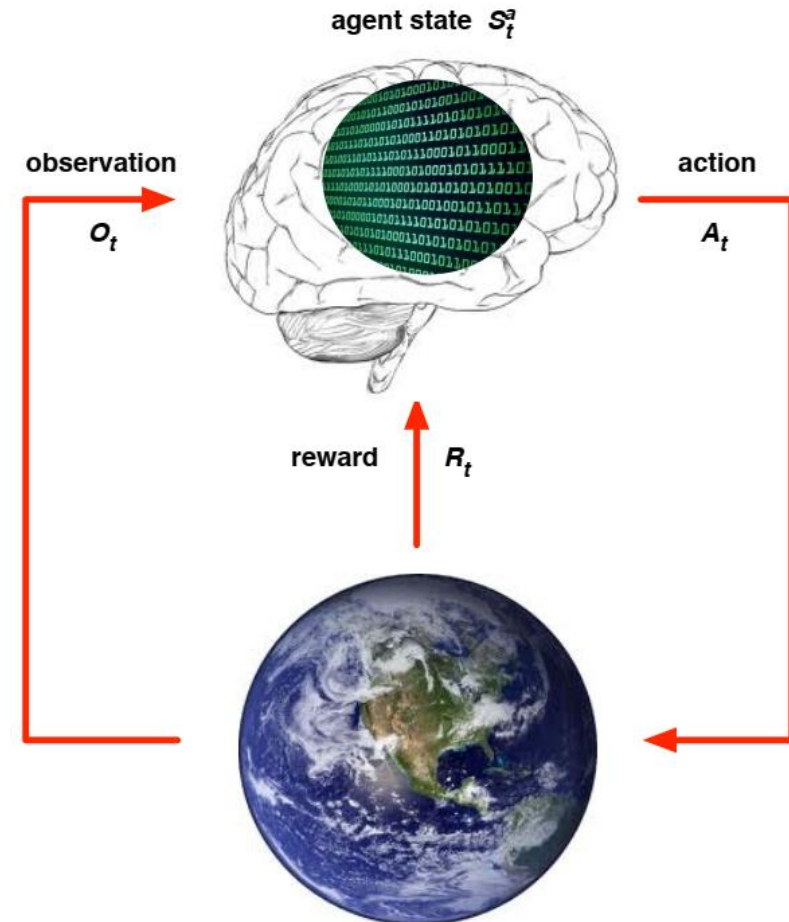 agent state S_t^a
observation
action
O_t
A_t
reward R_t